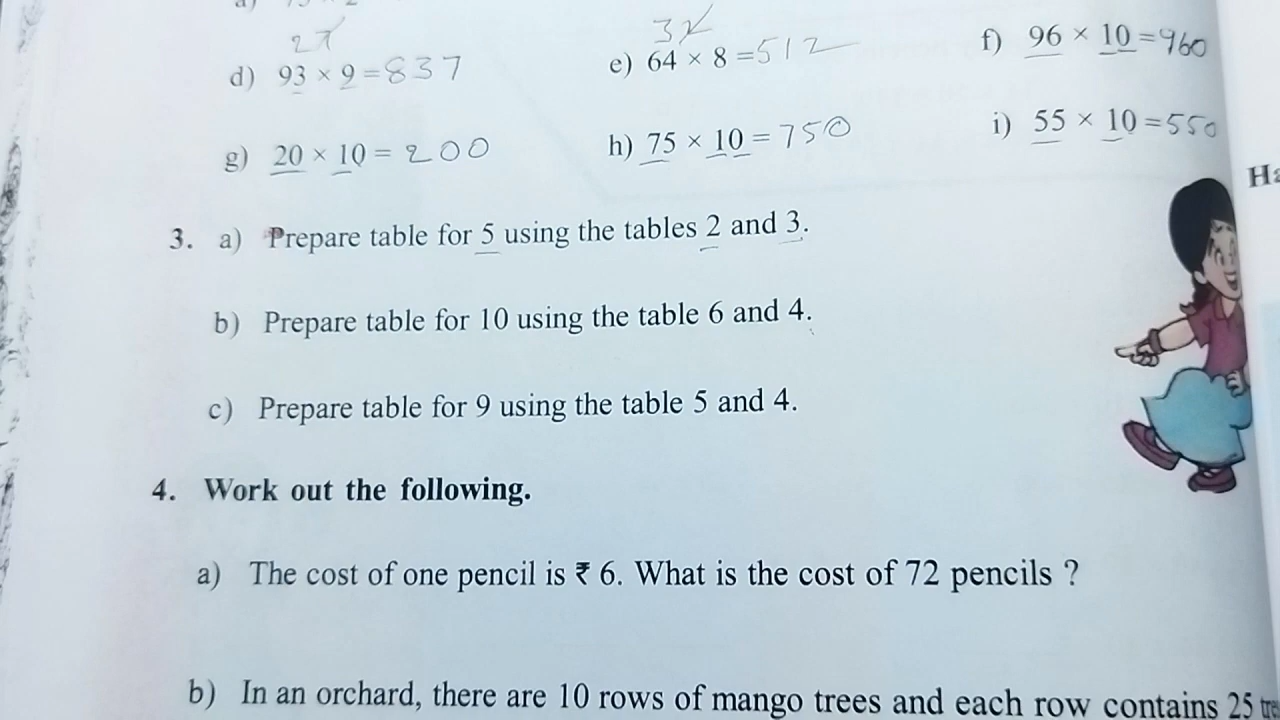 27
d) 93 × 9 = 837
32
e) 64 × 8 = 512
f) 96 × 10 = 960
g) 20 × 10 = 200
h) 75 × 10 = 750
i) 55 × 10 = 550
3. a) Prepare table for 5 using the tables 2 and 3.
b) Prepare table for 10 using the table 6 and 4.
c) Prepare table for 9 using the table 5 and 4.
4. Work out the following.
a) The cost of one pencil is ₹ 6. What is the cost of 72 pencils ?
b) In an orchard, there are 10 rows of mango trees and each row contains 25